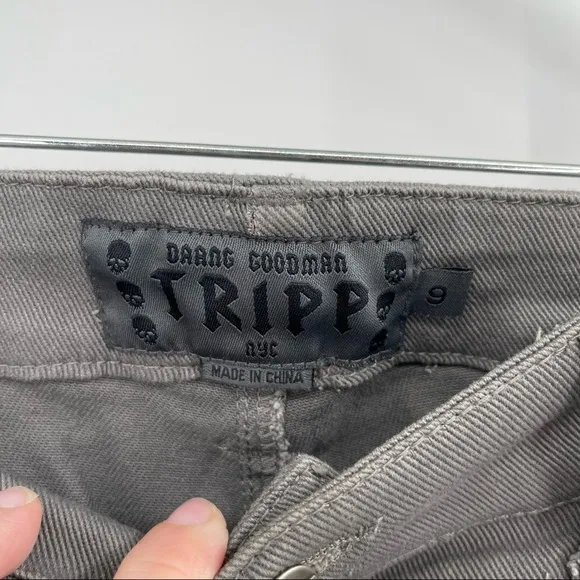 DAANG GOODMAN
TRIPP
NYC
9
MADE IN CHINA